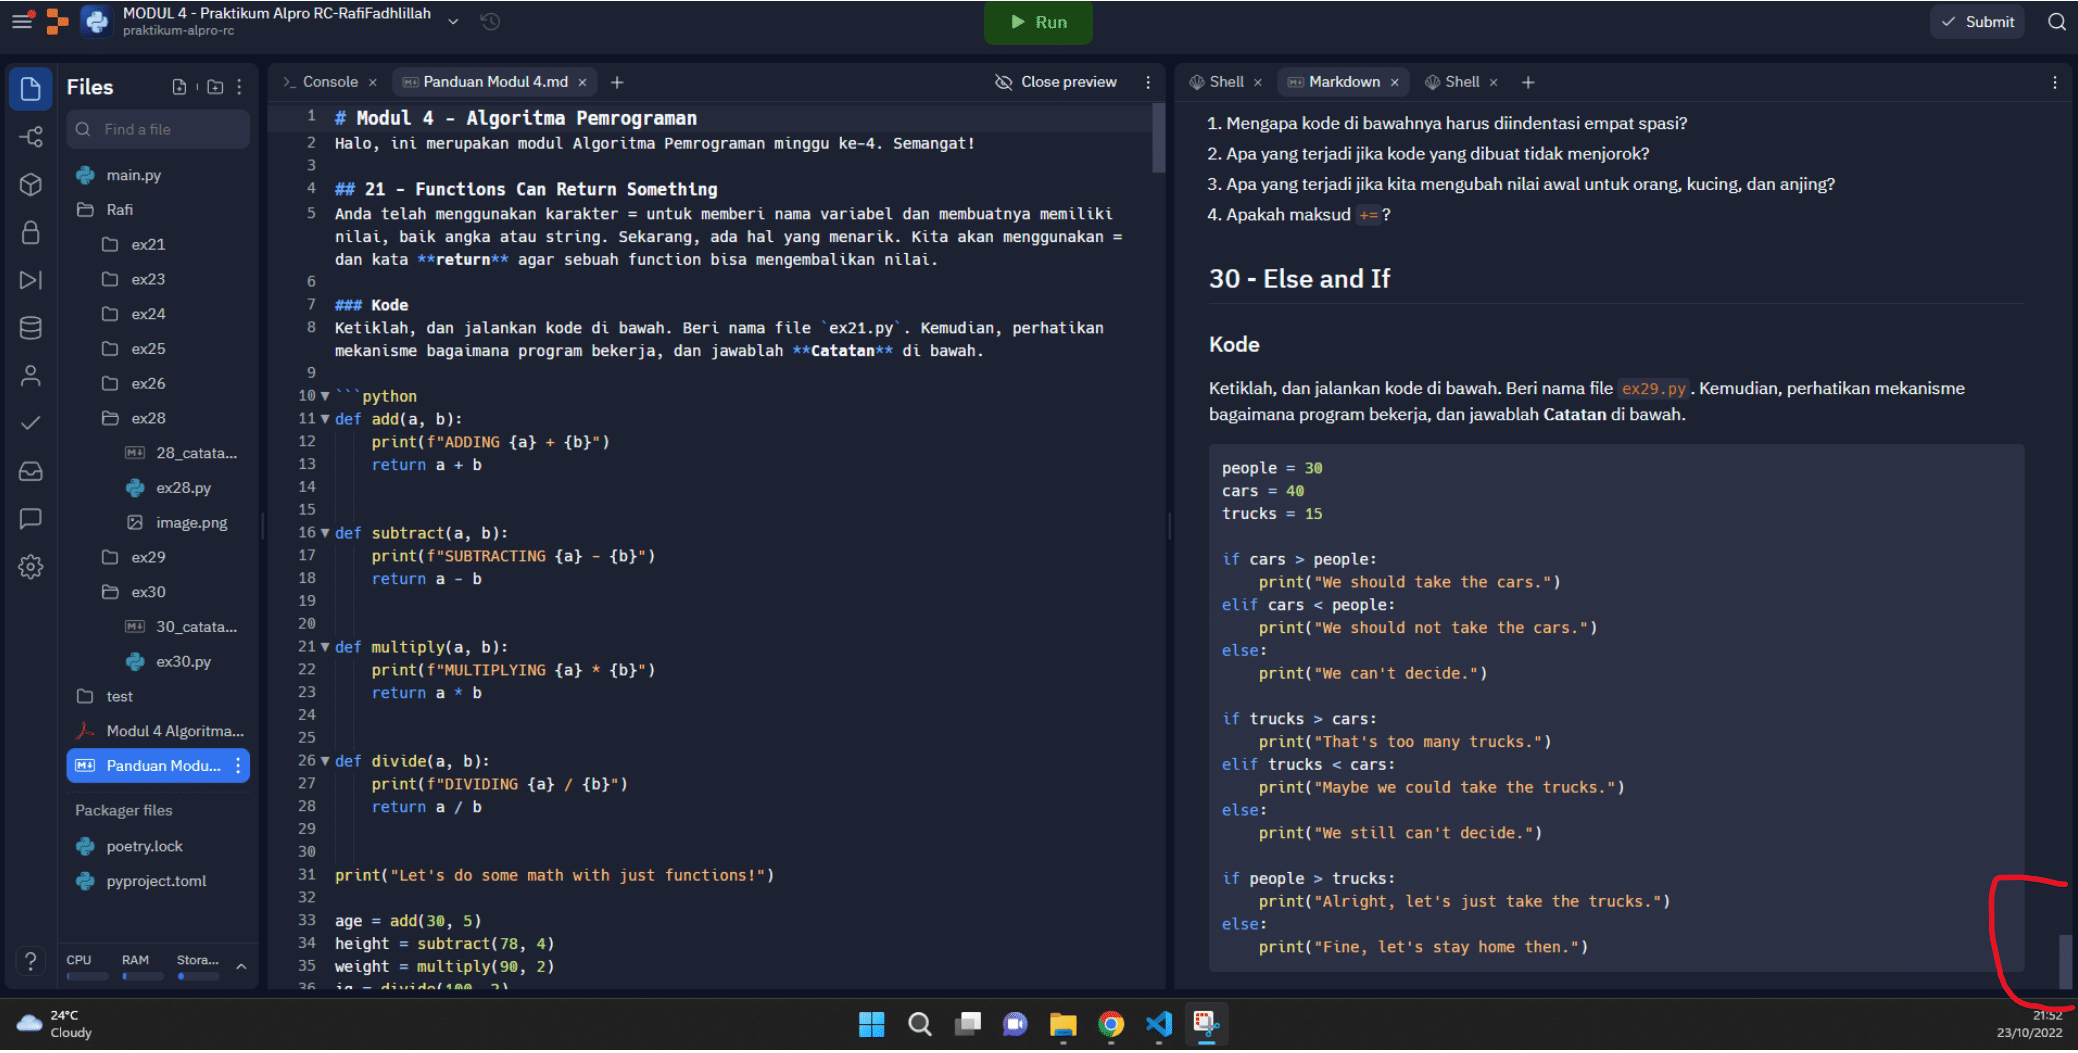 MODUL 4 - Praktikum Alpro RC-RafiFadhlillah
praktikum-alpro-rc
Run
Submit
Files
Find a file
main.py
Rafi
ex21
ex23
ex24
ex25
ex26
ex28
28_catata...
ex28.py
image.png
ex29
ex30
30_catata...
ex30.py
test
Modul 4 Algoritma...
Panduan Modu...
Packager files
poetry.lock
pyproject.toml
CPU RAM Stora...
Console
Panduan Modul 4.md
Close preview
1 # Modul 4 - Algoritma Pemrograman
2 Halo, ini merupakan modul Algoritma Pemrograman minggu ke-4. Semangat!
3
4 ## 21 - Functions Can Return Something
5 Anda telah menggunakan karakter = untuk memberi nama variabel dan membuatnya memiliki
nilai, baik angka atau string. Sekarang, ada hal yang menarik. Kita akan menggunakan =
dan kata **return** agar sebuah function bisa mengembalikan nilai.
6
7 ### Kode
8 Ketiklah, dan jalankan kode di bawah. Beri nama file `ex21.py`. Kemudian, perhatikan
mekanisme bagaimana program bekerja, dan jawablah **Catatan** di bawah.
9
10 ```python
11 def add(a, b):
12 print(f"ADDING {a} + {b}")
13 return a + b
14
15
16 def subtract(a, b):
17 print(f"SUBTRACTING {a} - {b}")
18 return a - b
19
20
21 def multiply(a, b):
22 print(f"MULTIPLYING {a} * {b}")
23 return a * b
24
25
26 def divide(a, b):
27 print(f"DIVIDING {a} / {b}")
28 return a / b
29
30
31 print("Let's do some math with just functions!")
32
33 age = add(30, 5)
34 height = subtract(78, 4)
35 weight = multiply(90, 2)
36 iq = divide(100, 2)
Shell
Markdown
Shell
1. Mengapa kode di bawahnya harus diindentasi empat spasi?
2. Apa yang terjadi jika kode yang dibuat tidak menjorok?
3. Apa yang terjadi jika kita mengubah nilai awal untuk orang, kucing, dan anjing?
4. Apakah maksud += ?
30 - Else and If
Kode
Ketiklah, dan jalankan kode di bawah. Beri nama file ex29.py . Kemudian, perhatikan mekanisme
bagaimana program bekerja, dan jawablah Catatan di bawah.
people = 30
cars = 40
trucks = 15
if cars > people:
print("We should take the cars.")
elif cars < people:
print("We should not take the cars.")
else:
print("We can't decide.")
if trucks > cars:
print("That's too many trucks.")
elif trucks < cars:
print("Maybe we could take the trucks.")
else:
print("We still can't decide.")
if people > trucks:
print("Alright, let's just take the trucks.")
else:
print("Fine, let's stay home then.")
24°C
Cloudy
21:52
23/10/2022